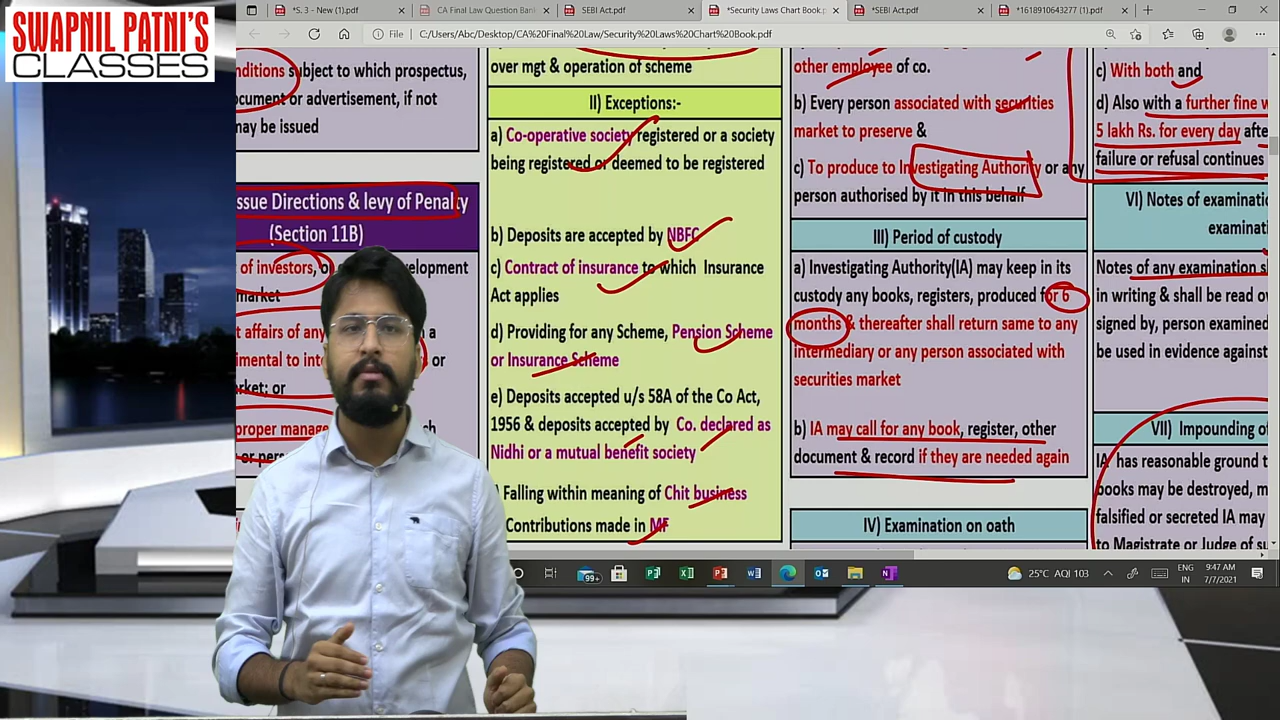 SWAPNIL PATNI'S
CLASSES
*S. 3 - New (1).pdf
CA Final Law Question Bank
SEBI Act.pdf
*Security Laws Chart Book.p
*SEBI Act.pdf
*1618910643277 (1).pdf
File
C:/Users/Abc/Desktop/CA%20Final%20Law/Security%20Laws%20Chart%20Book.pdf
nditions subject to which prospectus,
ocument or advertisement, if not
may be issued
ssue Directions & levy of Penalty
(Section 11B)
of investors, or
velopment
market
t affairs of any
a
imental to inte
or
rket; or
proper manage
ch
or pers
over mgt & operation of scheme
II) Exceptions:-
a) Co-operative society registered or a society
being registered or deemed to be registered
b) Deposits are accepted by NBFC
c) Contract of insurance to which Insurance
Act applies
d) Providing for any Scheme, Pension Scheme
or Insurance Scheme
e) Deposits accepted u/s 58A of the Co Act,
1956 & deposits accepted by Co. declared as
Nidhi or a mutual benefit society
) Falling within meaning of Chit business
Contributions made in MF
other employee of co.
b) Every person associated with securities
market to preserve &
c) To produce to Investigating Authority or any
person authorised by it in this behalf
III) Period of custody
a) Investigating Authority(IA) may keep in its
custody any books, registers, produced for 6
months & thereafter shall return same to any
intermediary or any person associated with
securities market
b) IA may call for any book, register, other
document & record if they are needed again
IV) Examination on oath
c) With both and
d) Also with a further fine w
5 lakh Rs. for every day afte
failure or refusal continues
VI) Notes of examination
examinati
Notes of any examination s
in writing & shall be read ov
signed by, person examined
be used in evidence against
VII) Impounding of
IA has reasonable ground t
books may be destroyed, m
falsified or secreted IA may
to Magistrate or Judge of su
99+
25°C AQI 103
ENG
IN
9:47 AM
7/7/2021